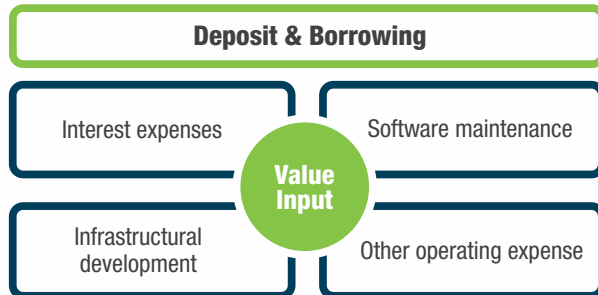 Deposit & Borrowing
Interest expenses
Software maintenance
Value
Input
Infrastructural
development
Other operating expense